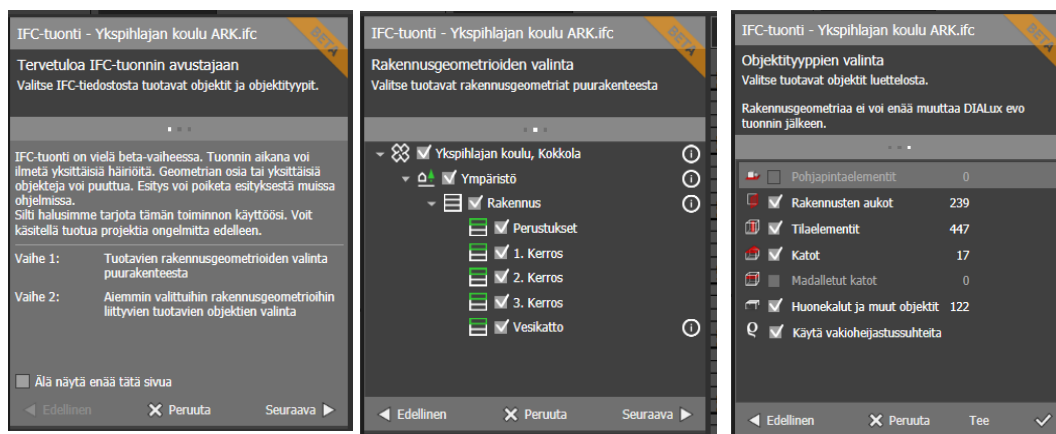 IFC-tuonti - Ykspihlajan koulu ARK.ifc
BETA
Tervetuloa IFC-tuonnin avustajaan
Valitse IFC-tiedostosta tuotavat objektit ja objektityypit.
IFC-tuonti on vielä beta-vaiheessa. Tuonnin aikana voi
ilmetä yksittäisiä häiriöitä. Geometrian osia tai yksittäisiä
objekteja voi puuttua. Esitys voi poiketa esityksestä muissa
ohjelmissa.
Silti halusimme tarjota tämän toiminnon käyttöösi. Voit
käsitellä tuotua projektia ongelmitta edelleen.
Vaihe 1: Tuotavien rakennusgeometrioiden valinta
puurakenteesta
Vaihe 2: Aiemmin valittuihin rakennusgeometrioihin
liittyvien tuotavien objektien valinta
Älä näytä enää tätä sivua
Edellinen Peruuta Seuraava
IFC-tuonti - Ykspihlajan koulu ARK.ifc
BETA
Rakennusgeometrioiden valinta
Valitse tuotavat rakennusgeometriat puurakenteesta
Ykspihlajan koulu, Kokkola
Ympäristö
Rakennus
Perustukset
1. Kerros
2. Kerros
3. Kerros
Vesikatto
Edellinen Peruuta Seuraava
IFC-tuonti - Ykspihlajan koulu ARK.ifc
BETA
Objektityyppien valinta
Valitse tuotavat objektit luettelosta.
Rakennusgeometriaa ei voi enää muuttaa DIALux evo
tuonnin jälkeen.
Pohjapintaelementit 0
Rakennusten aukot 239
Tilaelementit 447
Katot 17
Madalletut katot 0
Huonekalut ja muut objektit 122
Käytä vakioheijastussuhteita
Edellinen Peruuta Tee